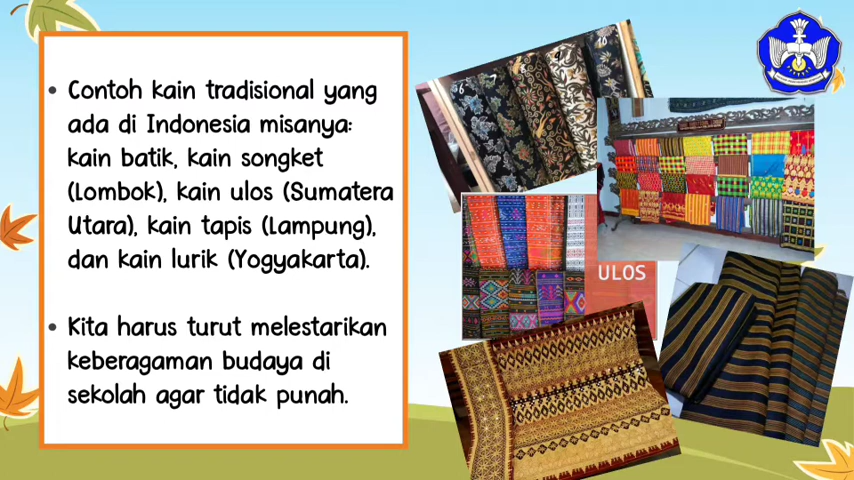 • Contoh kain tradisional yang
ada di Indonesia misanya:
kain batik, kain songket
(Lombok), kain ulos (Sumatera
Utara), kain tapis (Lampung),
dan kain lurik (Yogyakarta).
• Kita harus turut melestarikan
keberagaman budaya di
sekolah agar tidak punah.
ULOS